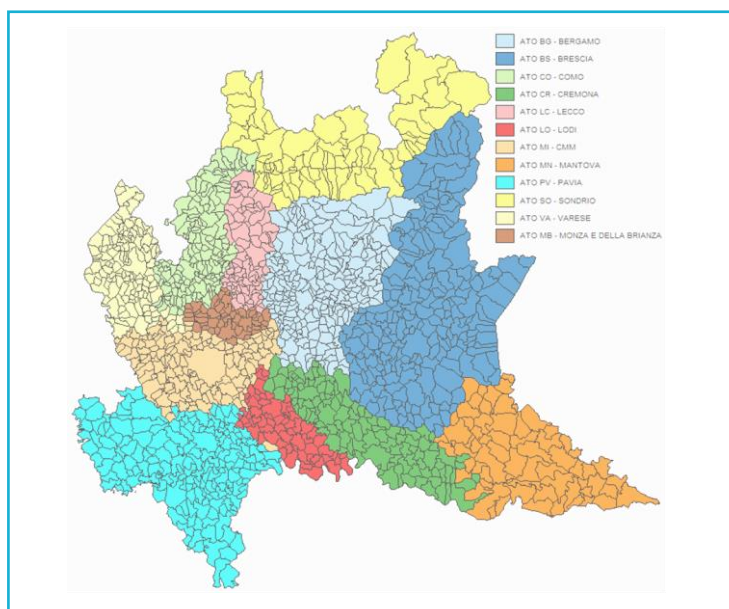 ATO BG - BERGAMO
ATO BS - BRESCIA
ATO CO - COMO
ATO CR - CREMONA
ATO LC - LECCO
ATO LO - LODI
ATO MI - CMM
ATO MN - MANTOVA
ATO PV - PAVIA
ATO SO - SONDRIO
ATO VA - VARESE
ATO MB - MONZA E DELLA BRIANZA